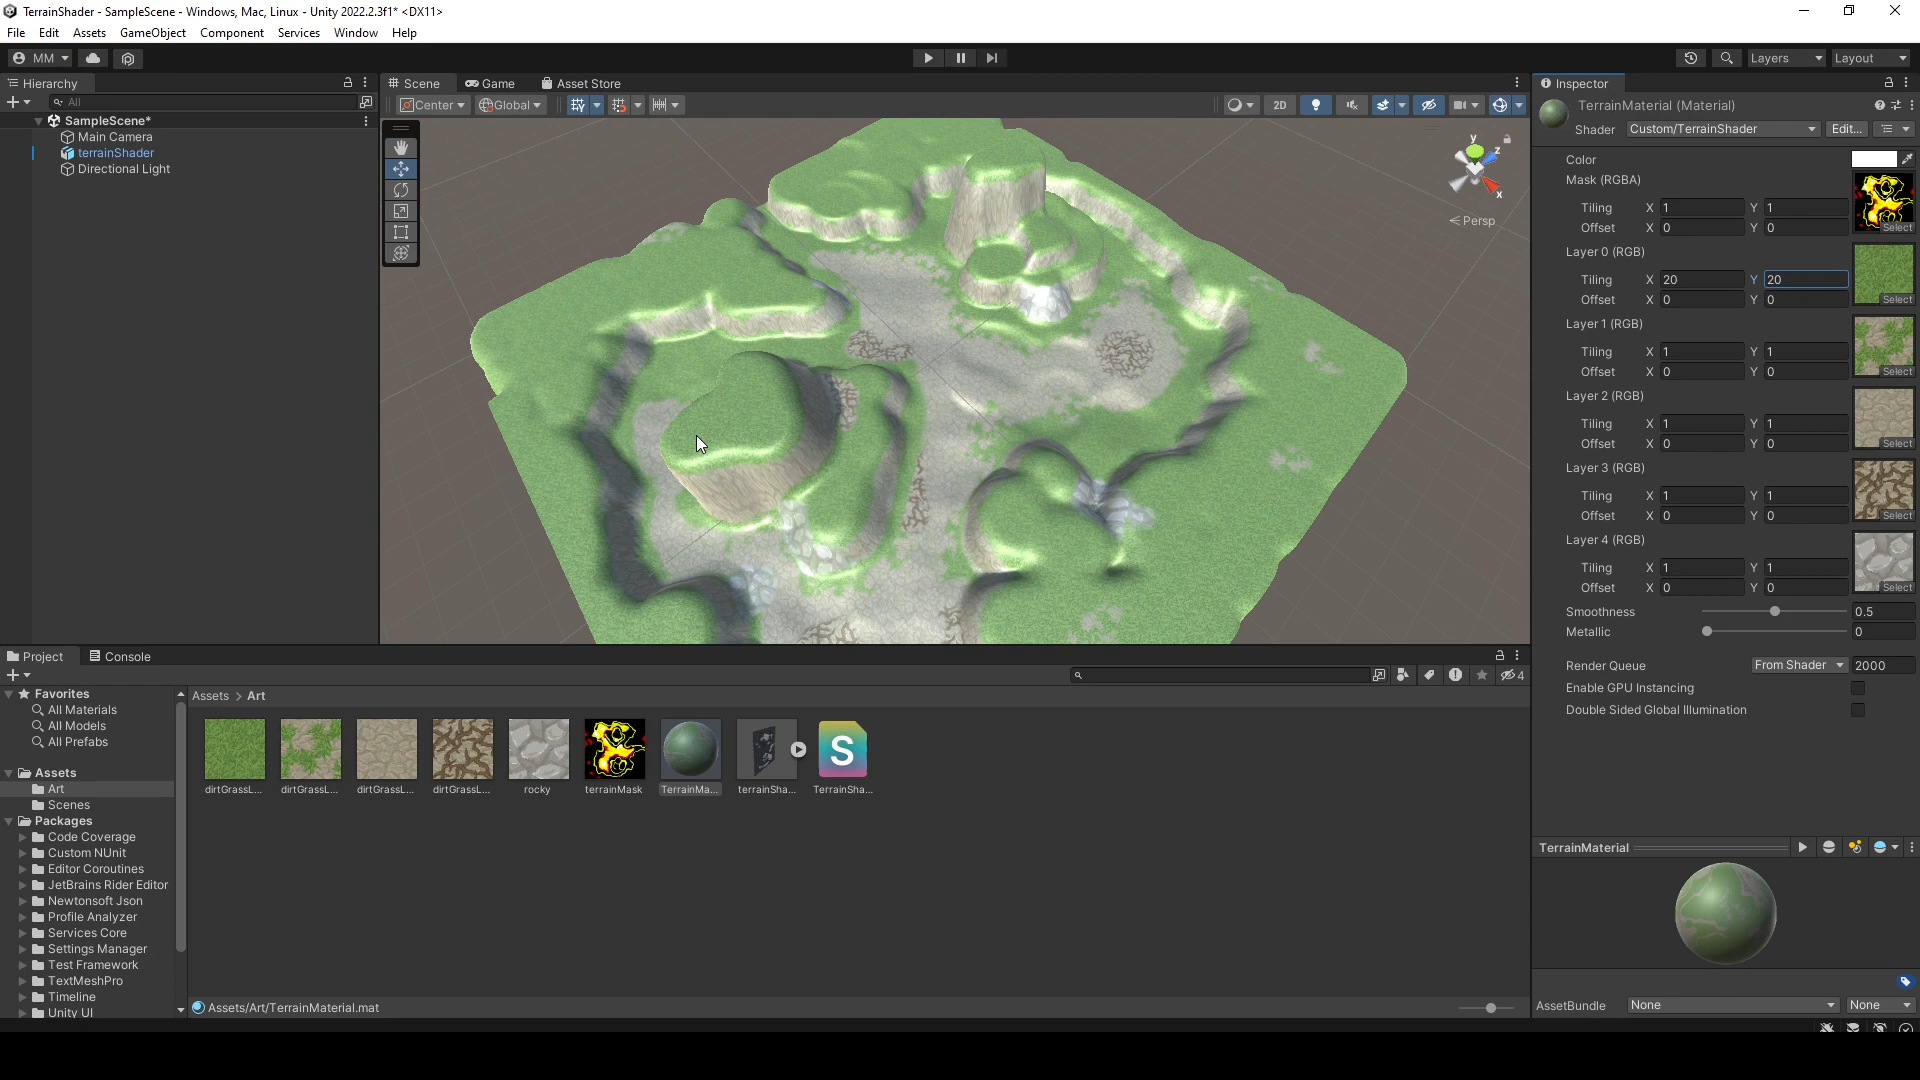 TerrainShader - SampleScene - Windows, Mac, Linux - Unity 2022.2.3f1* <DX11>
File Edit Assets GameObject Component Services Window Help
MM Layers Layout
Hierarchy
All
SampleScene*
Main Camera
terrainShader
Directional Light
Scene Game Asset Store
Center Global 2D
y
z
x
< Persp
Inspector
TerrainMaterial (Material)
Shader Custom/TerrainShader Edit...
Color
Mask (RGBA)
Tiling X 1 Y 1
Offset X 0 Y 0
Select
Layer 0 (RGB)
Tiling X 20 Y 20
Offset X 0 Y 0
Select
Layer 1 (RGB)
Tiling X 1 Y 1
Offset X 0 Y 0
Select
Layer 2 (RGB)
Tiling X 1 Y 1
Offset X 0 Y 0
Select
Layer 3 (RGB)
Tiling X 1 Y 1
Offset X 0 Y 0
Select
Layer 4 (RGB)
Tiling X 1 Y 1
Offset X 0 Y 0
Select
Smoothness 0.5
Metallic 0
Render Queue From Shader 2000
Enable GPU Instancing
Double Sided Global Illumination
TerrainMaterial
AssetBundle None None
Project Console
4
Favorites
All Materials
All Models
All Prefabs
Assets
Art
Scenes
Packages
Code Coverage
Custom NUnit
Editor Coroutines
JetBrains Rider Editor
Newtonsoft Json
Profile Analyzer
Services Core
Settings Manager
Test Framework
TextMeshPro
Timeline
Unity UI
Assets > Art
S
dirtGrassL... dirtGrassL... dirtGrassL... dirtGrassL... rocky terrainMask TerrainMa... terrainSha... TerrainSha...
Assets/Art/TerrainMaterial.mat